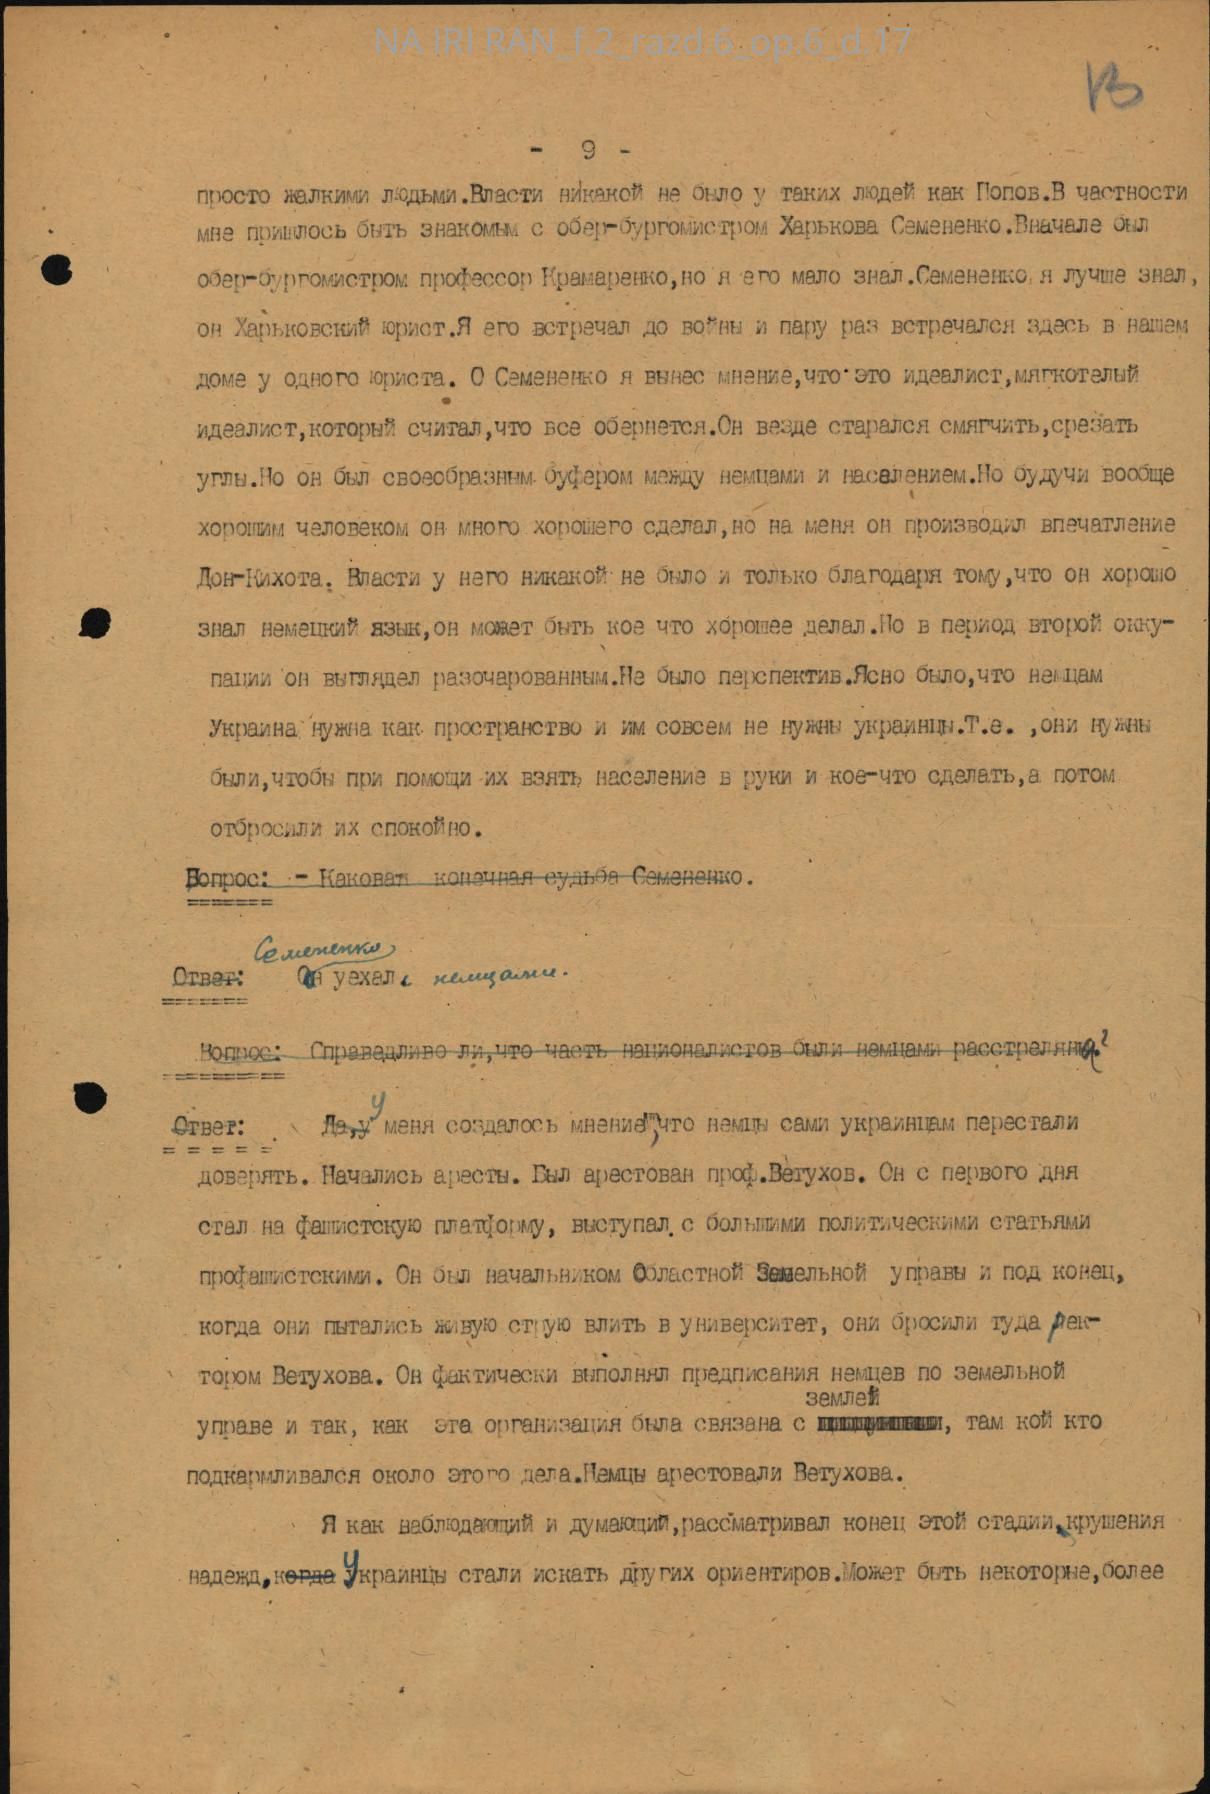 NA IRI RAN_f.2_razd.6_op.6_d.17
13
- 9 -
просто жалкими людьми.Власти никакой не было у таких людей как Попов.В частности
мне пришлось быть знакомым с обер-бургомистром Харькова Семененко.Вначале был
обер-бургомистром профессор Крамаренко,но я его мало знал.Семененко я лучше знал,
он Харьковский юрист.Я его встречал до войны и пару раз встречался здесь в нашем
доме у одного юриста. О Семененко я вынес мнение,что это идеалист,мягкотелый
идеалист,который считал,что все обернется.Он везде старался смягчить,срезать
углы.Но он был своеобразным буфером между немцами и населением.Но будучи вообще
хорошим человеком он много хорошего сделал,но на меня он производил впечатление
Дон-Кихота. Власти у него никакой не было и только благодаря тому,что он хорошо
знал немецкий язык,он может быть кое что хорошее делал.Но в период второй окку-
пации он выглядел разочарованным.Не было перспектив.Ясно было,что немцам
Украина нужна как пространство и им совсем не нужны украинцы.Т.е. ,они нужны
были,чтобы при помощи их взять население в руки и кое-что сделать,а потом
отбросили их спокойно.
Вопрос: - Каковая конечная судьба Семененко.
Семененко
Ответ: Он уехал с немцами.
Вопрос: Справедливо ли,что часть националистов были немцами расстреляны?
Ответ: Да,у У меня создалось мнение,что немцы сами украинцам перестали
доверять. Начались аресты. Был арестован проф.Ветухов. Он с первого дня
стал на фашистскую платформу, выступал с большими политическими статьями
профашистскими. Он был начальником Областной Земельной управы и под конец,
когда они пытались живую струю влить в университет, они бросили туда рек-
тором Ветухова. Он фактически выполнял предписания немцев по земельной
землей
управе и так, как эта организация была связана с , там кой кто
подкармливался около этого дела.Немцы арестовали Ветухова.
Я как наблюдающий и думающий,рассматривал конец этой стадии,крушения
надежд,когда Украинцы стали искать других ориентиров.Может быть некоторые,более